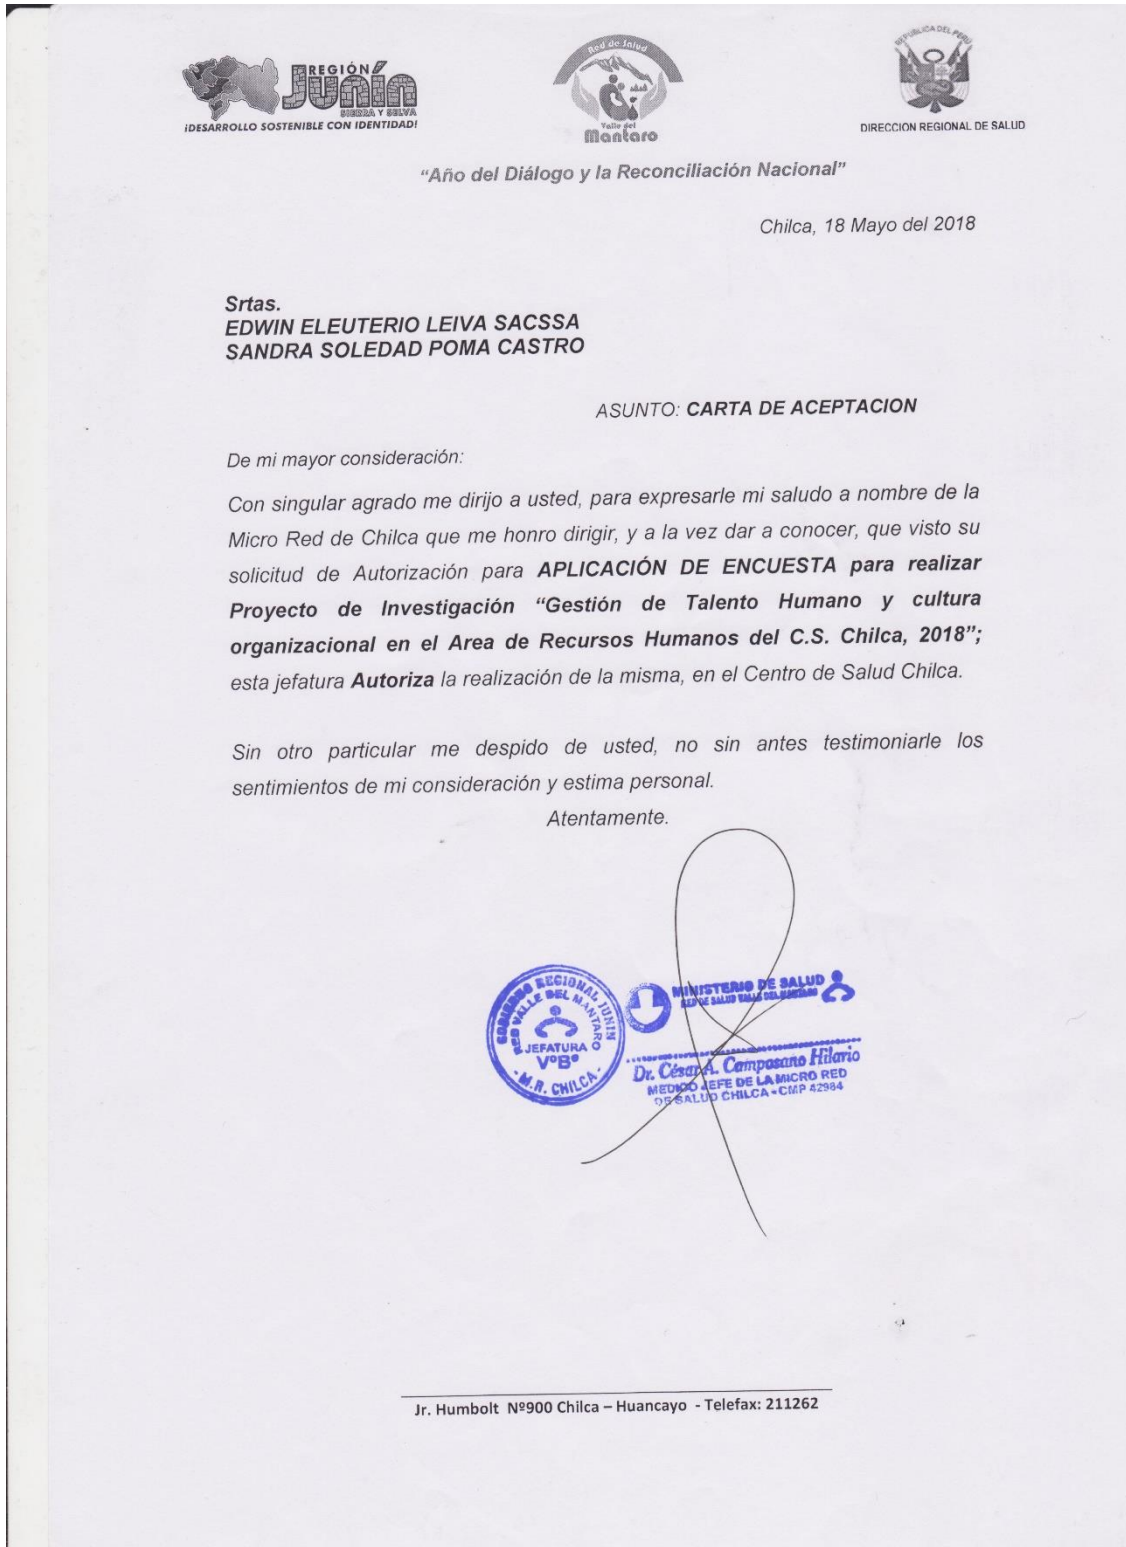 REGIÓN
Junín
SIERRA Y SELVA
¡DESARROLLO SOSTENIBLE CON IDENTIDAD!
Red de Salud
Valle del
Mantaro
REPUBLICA DEL PERÚ
DIRECCION REGIONAL DE SALUD
“Año del Diálogo y la Reconciliación Nacional”
Chilca, 18 Mayo del 2018
Srtas.
EDWIN ELEUTERIO LEIVA SACSSA
SANDRA SOLEDAD POMA CASTRO
ASUNTO: CARTA DE ACEPTACION
De mi mayor consideración:
Con singular agrado me dirijo a usted, para expresarle mi saludo a nombre de la
Micro Red de Chilca que me honro dirigir, y a la vez dar a conocer, que visto su
solicitud de Autorización para APLICACIÓN DE ENCUESTA para realizar
Proyecto de Investigación “Gestión de Talento Humano y cultura
organizacional en el Area de Recursos Humanos del C.S. Chilca, 2018”;
esta jefatura Autoriza la realización de la misma, en el Centro de Salud Chilca.
Sin otro particular me despido de usted, no sin antes testimoniarle los
sentimientos de mi consideración y estima personal.
Atentamente.
GOBIERNO REGIONAL JUNIN
RED VALLE DEL MANTARO
JEFATURA
VºBº
- M.R. CHILCA -
MINISTERIO DE SALUD
RED DE SALUD VALLE DEL MANTARO
Dr. César A. Camposano Hilario
MEDICO JEFE DE LA MICRO RED
DE SALUD CHILCA - CMP 42984
Jr. Humbolt Nº900 Chilca – Huancayo - Telefax: 211262